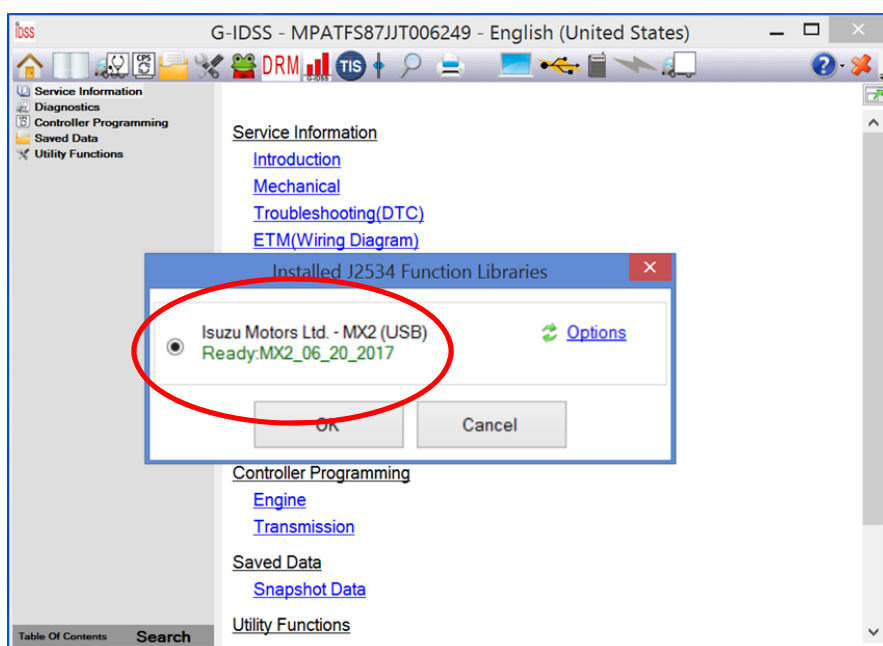 idss G-IDSS - MPATFS87JJT006249 - English (United States)
CPS DRM G-IDSS TIS ?
Service Information
Diagnostics
Controller Programming
Saved Data
Utility Functions
Service Information
Introduction
Mechanical
Troubleshooting(DTC)
ETM(Wiring Diagram)
Installed J2534 Function Libraries
Isuzu Motors Ltd. - MX2 (USB)
Options
Ready:MX2_06_20_2017
OK
Cancel
Controller Programming
Engine
Transmission
Saved Data
Snapshot Data
Utility Functions
Table Of Contents Search